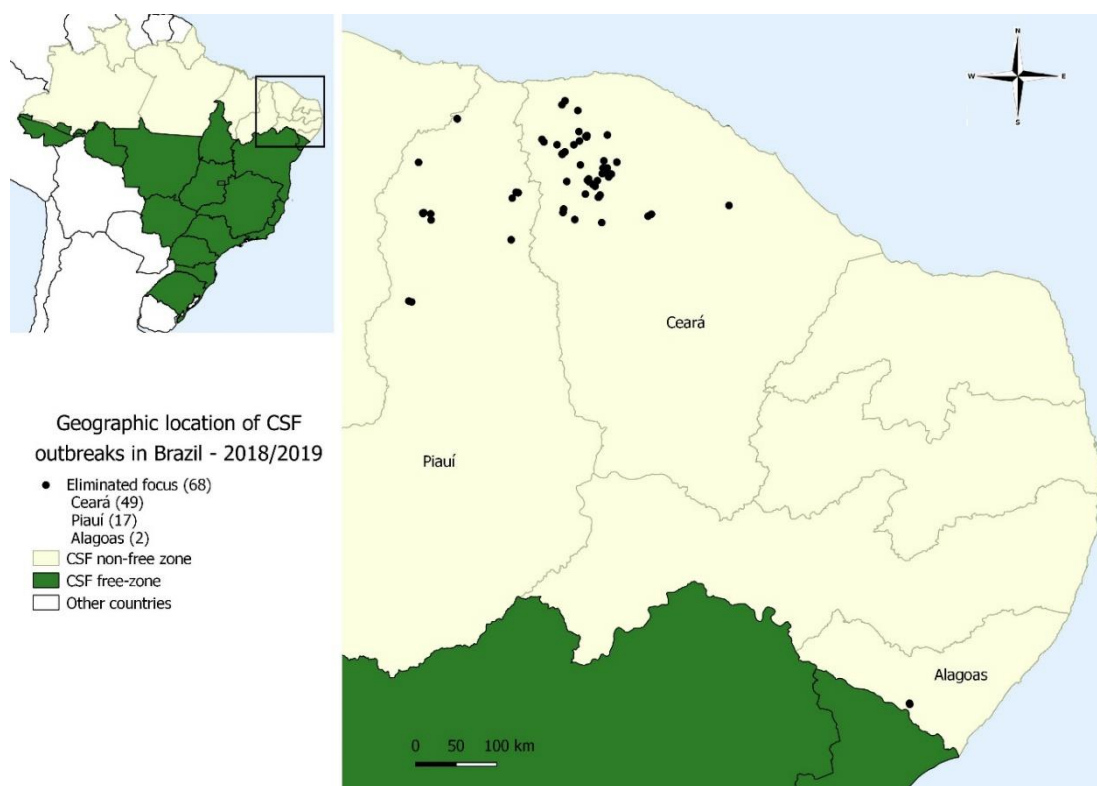 N
W E
S
Ceará
Piauí
Alagoas
0 50 100 km
Geographic location of CSF
outbreaks in Brazil - 2018/2019
Eliminated focus (68)
Ceará (49)
Piauí (17)
Alagoas (2)
CSF non-free zone
CSF free-zone
Other countries